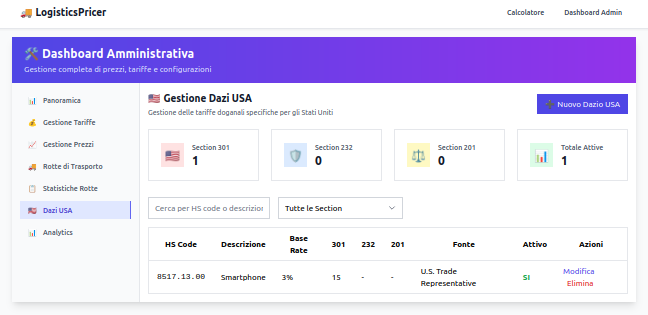 LogisticsPricer
Calcolatore
Dashboard Admin
Dashboard Amministrativa
Gestione completa di prezzi, tariffe e configurazioni
Panoramica
Gestione Tariffe
Gestione Prezzi
Rotte di Trasporto
Statistiche Rotte
Dazi USA
Analytics
Gestione Dazi USA
Gestione delle tariffe doganali specifiche per gli Stati Uniti
Nuovo Dazio USA
Section 301
1
Section 232
0
Section 201
0
Totale Attive
1
Cerca per HS code o descrizion
Tutte le Section
HS Code Descrizione Base Rate 301 232 201 Fonte Attivo Azioni
8517.13.00 Smartphone 3% 15 - - U.S. Trade Representative SI Modifica
Elimina